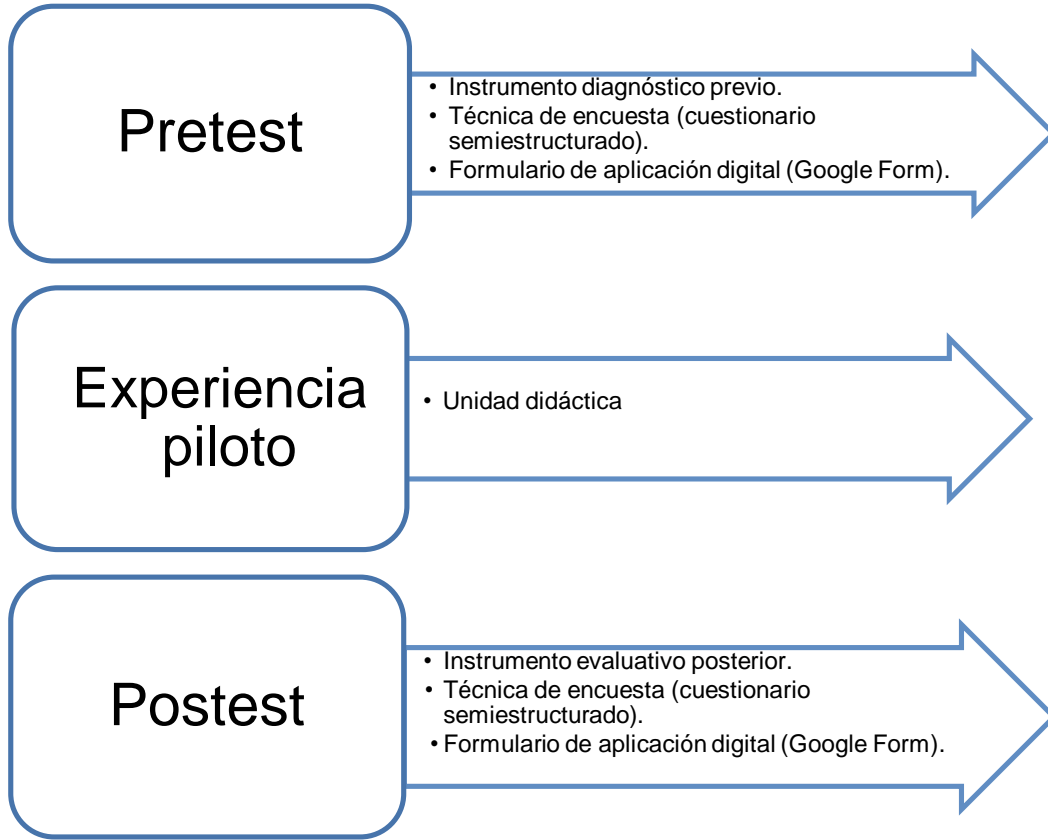 Pretest
• Instrumento diagnóstico previo.
• Técnica de encuesta (cuestionario
semiestructurado).
• Formulario de aplicación digital (Google Form).
Experiencia
piloto
• Unidad didáctica
Postest
• Instrumento evaluativo posterior.
• Técnica de encuesta (cuestionario
semiestructurado).
• Formulario de aplicación digital (Google Form).